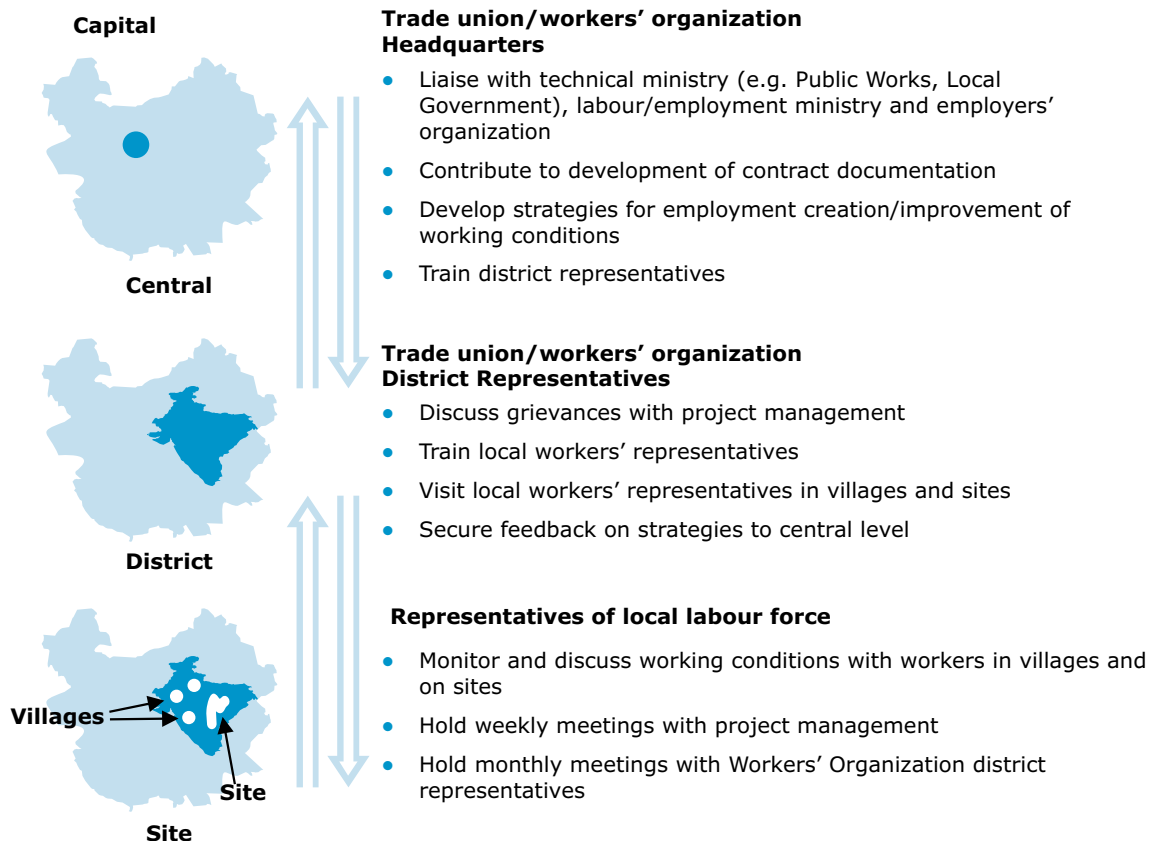 Capital
Trade union/workers’ organization
Headquarters
● Liaise with technical ministry (e.g. Public Works, Local
Government), labour/employment ministry and employers’
organization
● Contribute to development of contract documentation
● Develop strategies for employment creation/improvement of
working conditions
● Train district representatives
Central
Trade union/workers’ organization
District Representatives
● Discuss grievances with project management
● Train local workers’ representatives
● Visit local workers’ representatives in villages and sites
● Secure feedback on strategies to central level
District
Representatives of local labour force
● Monitor and discuss working conditions with workers in villages and
on sites
● Hold weekly meetings with project management
● Hold monthly meetings with Workers’ Organization district
representatives
Villages
Site
Site